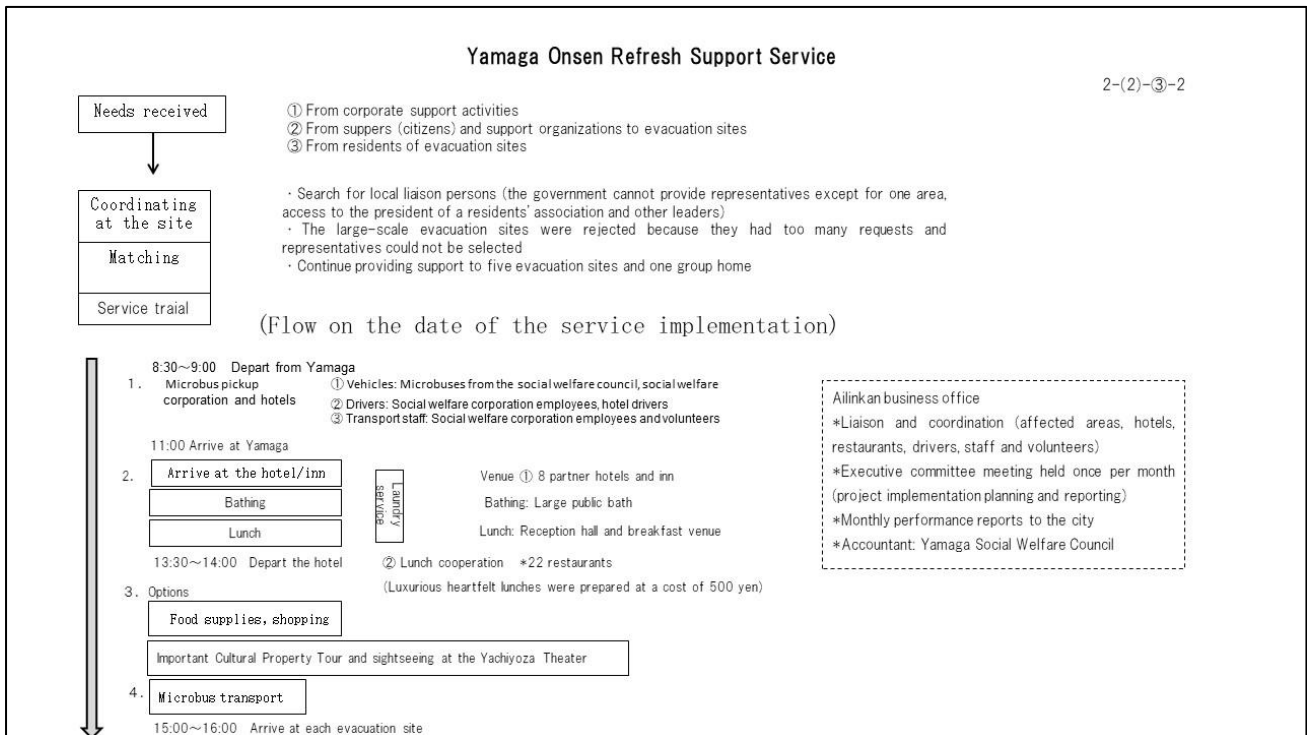 Yamaga Onsen Refresh Support Service
2-(2)-③-2
Needs received
① From corporate support activities
② From suppers (citizens) and support organizations to evacuation sites
③ From residents of evacuation sites
Coordinating
at the site
Matching
Service traial
・Search for local liaison persons (the government cannot provide representatives except for one area,
access to the president of a residents' association and other leaders)
・The large-scale evacuation sites were rejected because they had too many requests and
representatives could not be selected
・Continue providing support to five evacuation sites and one group home
(Flow on the date of the service implementation)
8:30～9:00 Depart from Yamaga
1. Microbus pickup
corporation and hotels
① Vehicles: Microbuses from the social welfare council, social welfare
② Drivers: Social welfare corporation employees, hotel drivers
③ Transport staff: Social welfare corporation employees and volunteers
11:00 Arrive at Yamaga
2. Arrive at the hotel/inn
Bathing
Lunch
Laundry
service
Venue ① 8 partner hotels and inn
Bathing: Large public bath
Lunch: Reception hall and breakfast venue
13:30～14:00 Depart the hotel
② Lunch cooperation *22 restaurants
(Luxurious heartfelt lunches were prepared at a cost of 500 yen)
3. Options
Food supplies, shopping
Important Cultural Property Tour and sightseeing at the Yachiyoza Theater
4. Microbus transport
15:00～16:00 Arrive at each evacuation site
Ailinkan business office
*Liaison and coordination (affected areas, hotels,
restaurants, drivers, staff and volunteers)
*Executive committee meeting held once per month
(project implementation planning and reporting)
*Monthly performance reports to the city
*Accountant: Yamaga Social Welfare Council